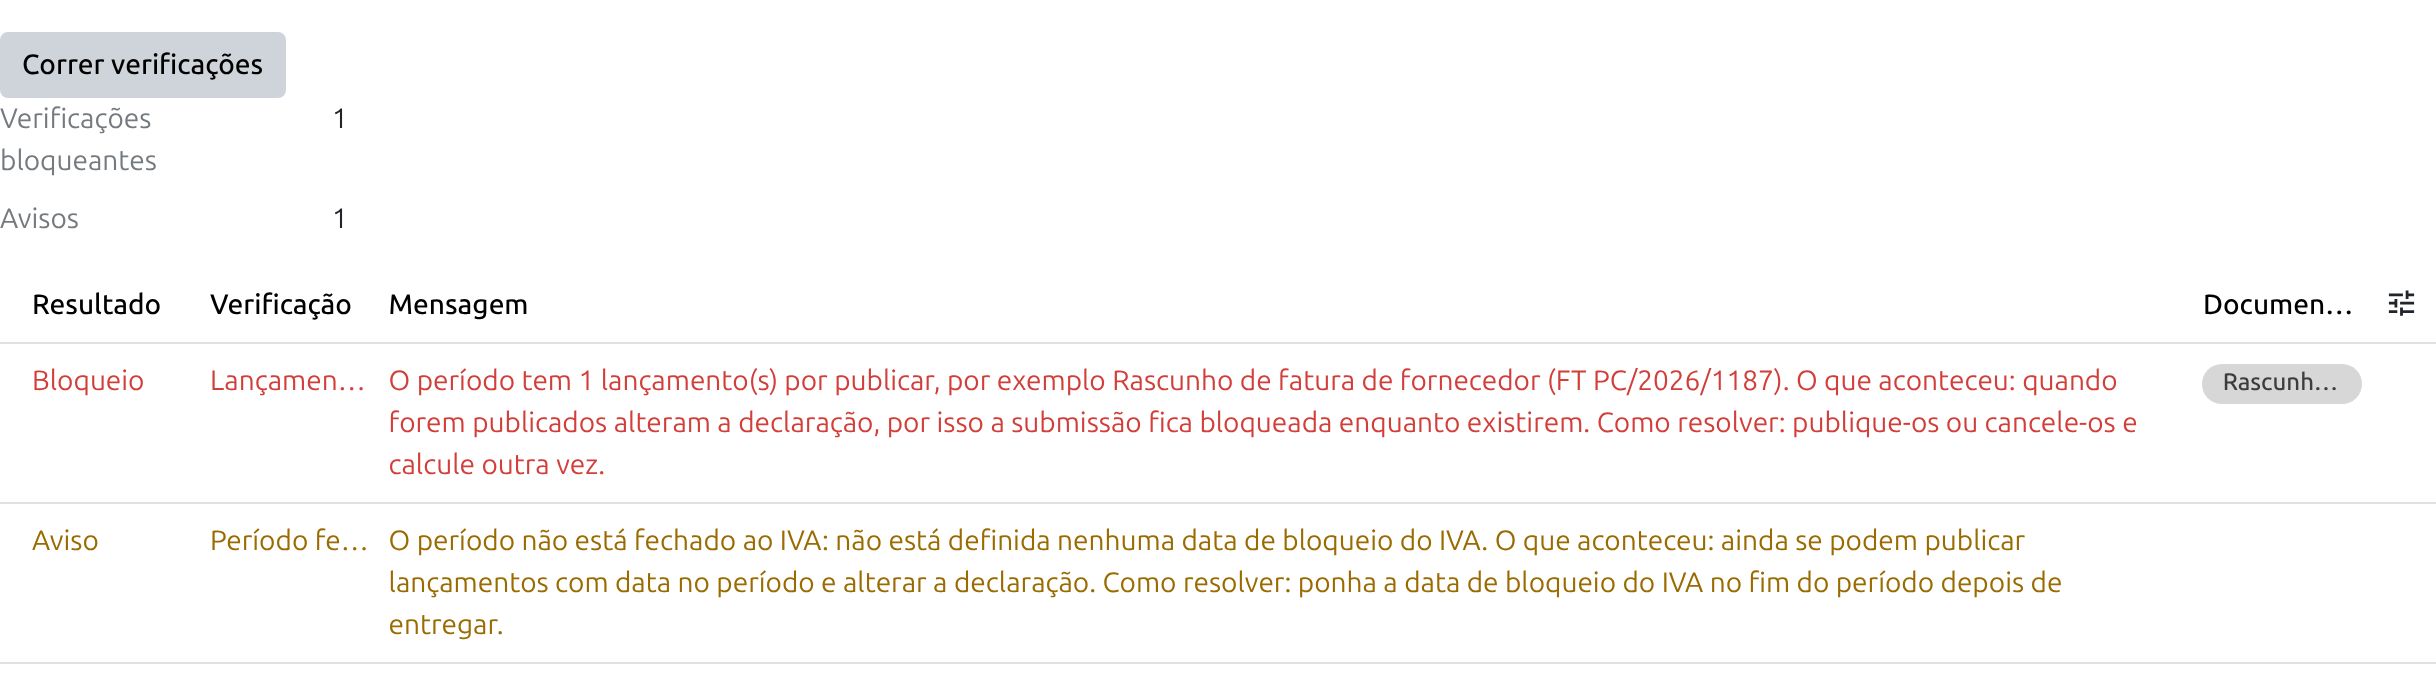 Correr verificações
Verificações bloqueantes 1
Avisos 1
Resultado Verificação Mensagem Documen…
Bloqueio Lançamen… O período tem 1 lançamento(s) por publicar, por exemplo Rascunho de fatura de fornecedor (FT PC/2026/1187). O que aconteceu: quando Rascunh…
forem publicados alteram a declaração, por isso a submissão fica bloqueada enquanto existirem. Como resolver: publique-os ou cancele-os e
calcule outra vez.
Aviso Período fe… O período não está fechado ao IVA: não está definida nenhuma data de bloqueio do IVA. O que aconteceu: ainda se podem publicar
lançamentos com data no período e alterar a declaração. Como resolver: ponha a data de bloqueio do IVA no fim do período depois de
entregar.